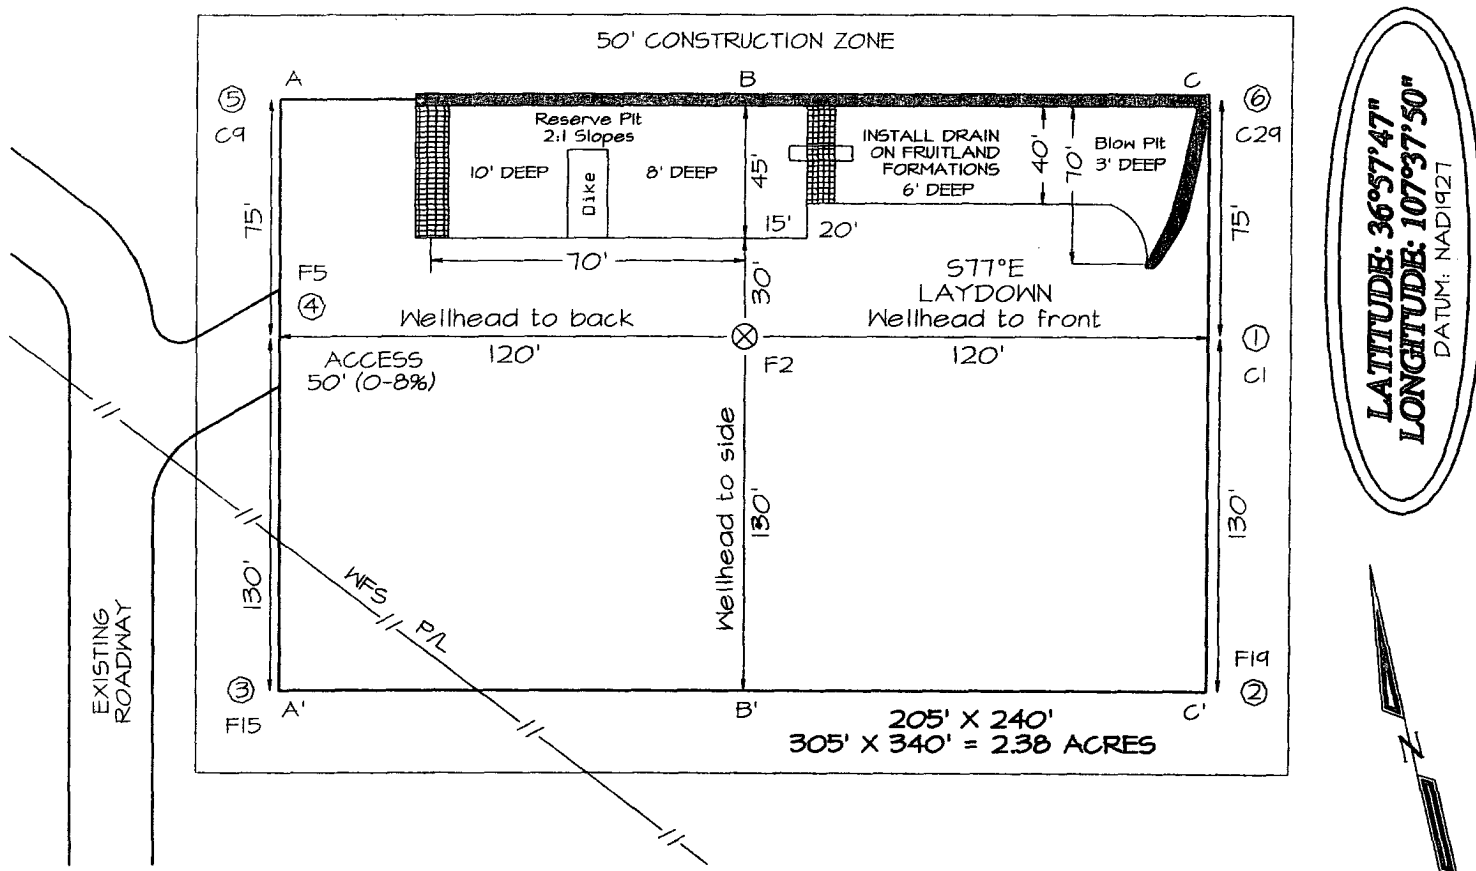 50' CONSTRUCTION ZONE
A
B
C
⑤
⑥
C9
C29
Reserve Pit
2:1 Slopes
10' DEEP
Dike
8' DEEP
45'
INSTALL DRAIN
ON FRUITLAND
FORMATIONS
6' DEEP
40'
70'
Blow Pit
3' DEEP
75'
75'
15'
20'
70'
30'
F5
④
S77°E
LAYDOWN
Wellhead to back
Wellhead to front
120'
120'
①
C1
F2
ACCESS
50' (0-8%)
Wellhead to side
130'
130'
130'
WFS
P/L
EXISTING
ROADWAY
③
F15
A'
B'
C'
F19
②
205' X 240'
305' X 340' = 2.38 ACRES
LATITUDE: 36°57'47"
LONGITUDE: 107°37'50"
DATUM: NAD1927
N